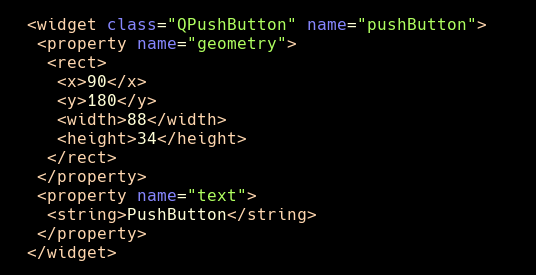 <widget class="QPushButton" name="pushButton">
 <property name="geometry">
  <rect>
   <x>90</x>
   <y>180</y>
   <width>88</width>
   <height>34</height>
  </rect>
 </property>
 <property name="text">
  <string>PushButton</string>
 </property>
</widget>